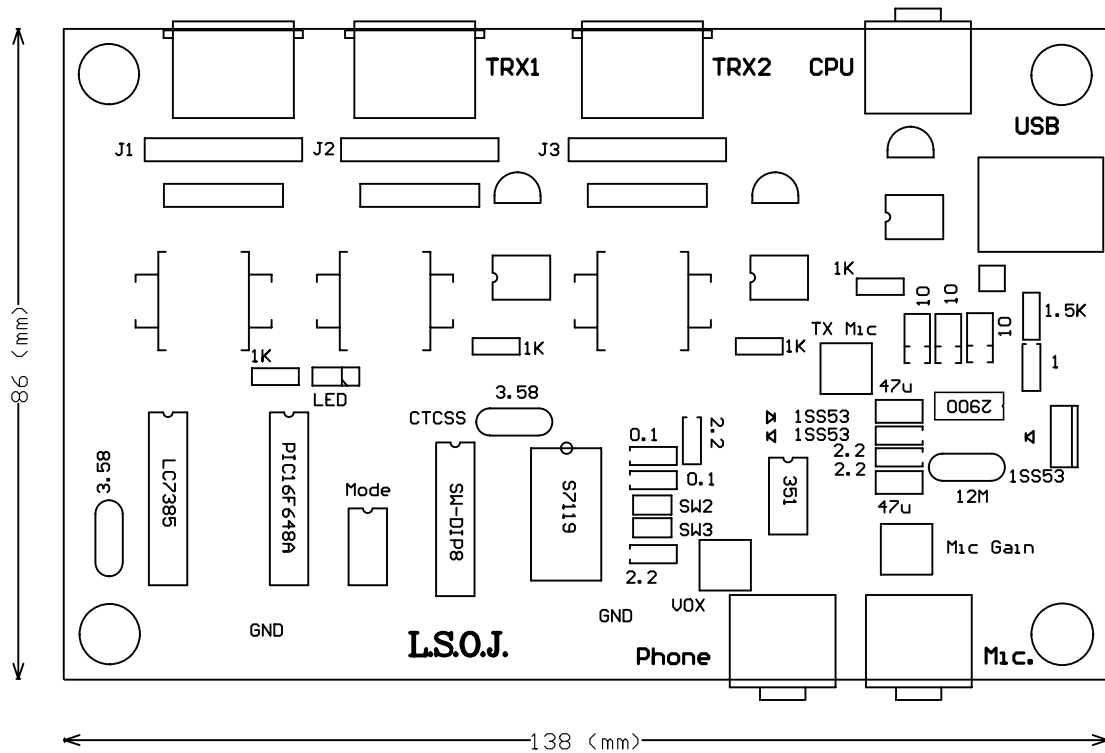 TRX1
TRX2
CPU
USB
J1
J2
J3
1K
10
10
10
1.5K
TX Mic
1K
1K
1K
1
LED
3.58
47u
2900
CTCSS
2.2
1SS53
1SS53
0.1
2.2
2.2
1SS53
3.58
LC7385
PIC16F648A
Mode
SW-DIP8
S7119
0.1
351
12M
SW2
SW3
47u
Mic Gain
2.2
VOX
GND
GND
L.S.O.J.
Phone
Mic.
86 (mm)
138 (mm)